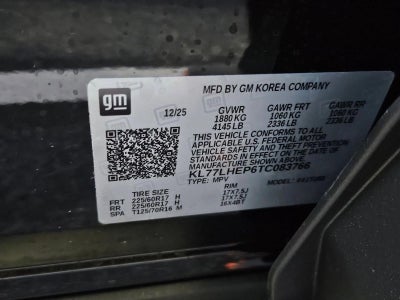 gm
MFD BY GM KOREA COMPANY
12/25 GVWR GAWR FRT GAWR RR
1880 KG 1060 KG 1060 KG
4145 LB 2336 LB 2336 LB
THIS VEHICLE CONFORMS TO ALL
APPLICABLE U.S. FEDERAL MOTOR
VEHICLE SAFETY AND THEFT
PREVENTION STANDARDS IN EFFECT
ON THE DATE OF
MANUFACTURE SHOWN ABOVE.
KL77LHEP6TC083766
TYPE: MPV MODEL:
TIRE SIZE RIM
FRT 225/60R17 H 17X7.5J
RR 225/60R17 H 17X7.5J
SPA T125/70R16 M 16X4BT